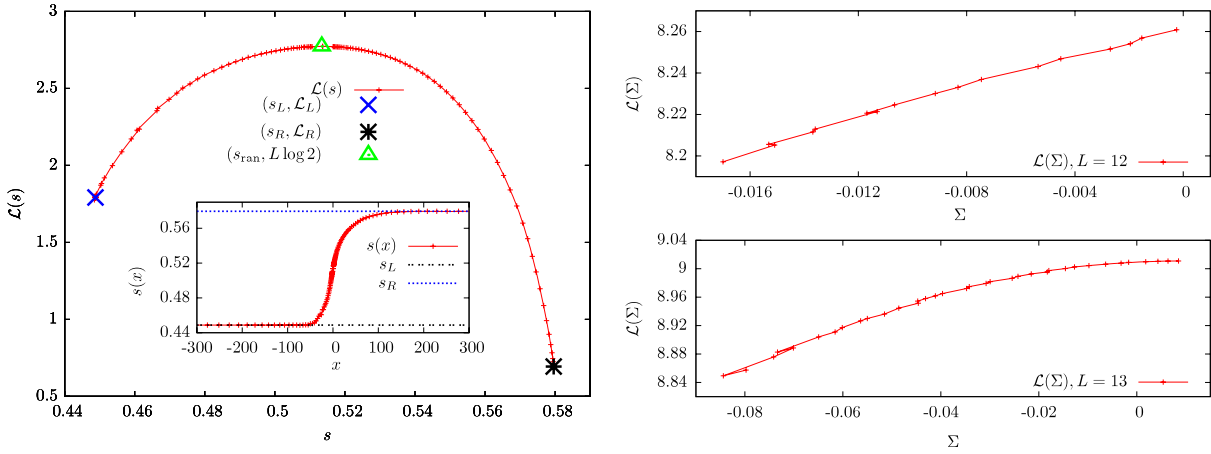 3
2.5
2
1.5
1
0.5
ℒ(s)
0.44
0.46
0.48
0.5
0.52
0.54
0.56
0.58
s
ℒ(s)
(s_L, ℒ_L)
(s_R, ℒ_R)
(s_ran, L log 2)
0.56
0.52
0.48
0.44
s(x)
-300
-200
-100
0
100
200
300
x
s(x)
s_L
s_R
8.26
8.24
8.22
8.2
ℒ(Σ)
-0.016
-0.012
-0.008
-0.004
0
Σ
ℒ(Σ), L = 12
9.04
9
8.96
8.92
8.88
8.84
ℒ(Σ)
-0.08
-0.06
-0.04
-0.02
0
Σ
ℒ(Σ), L = 13